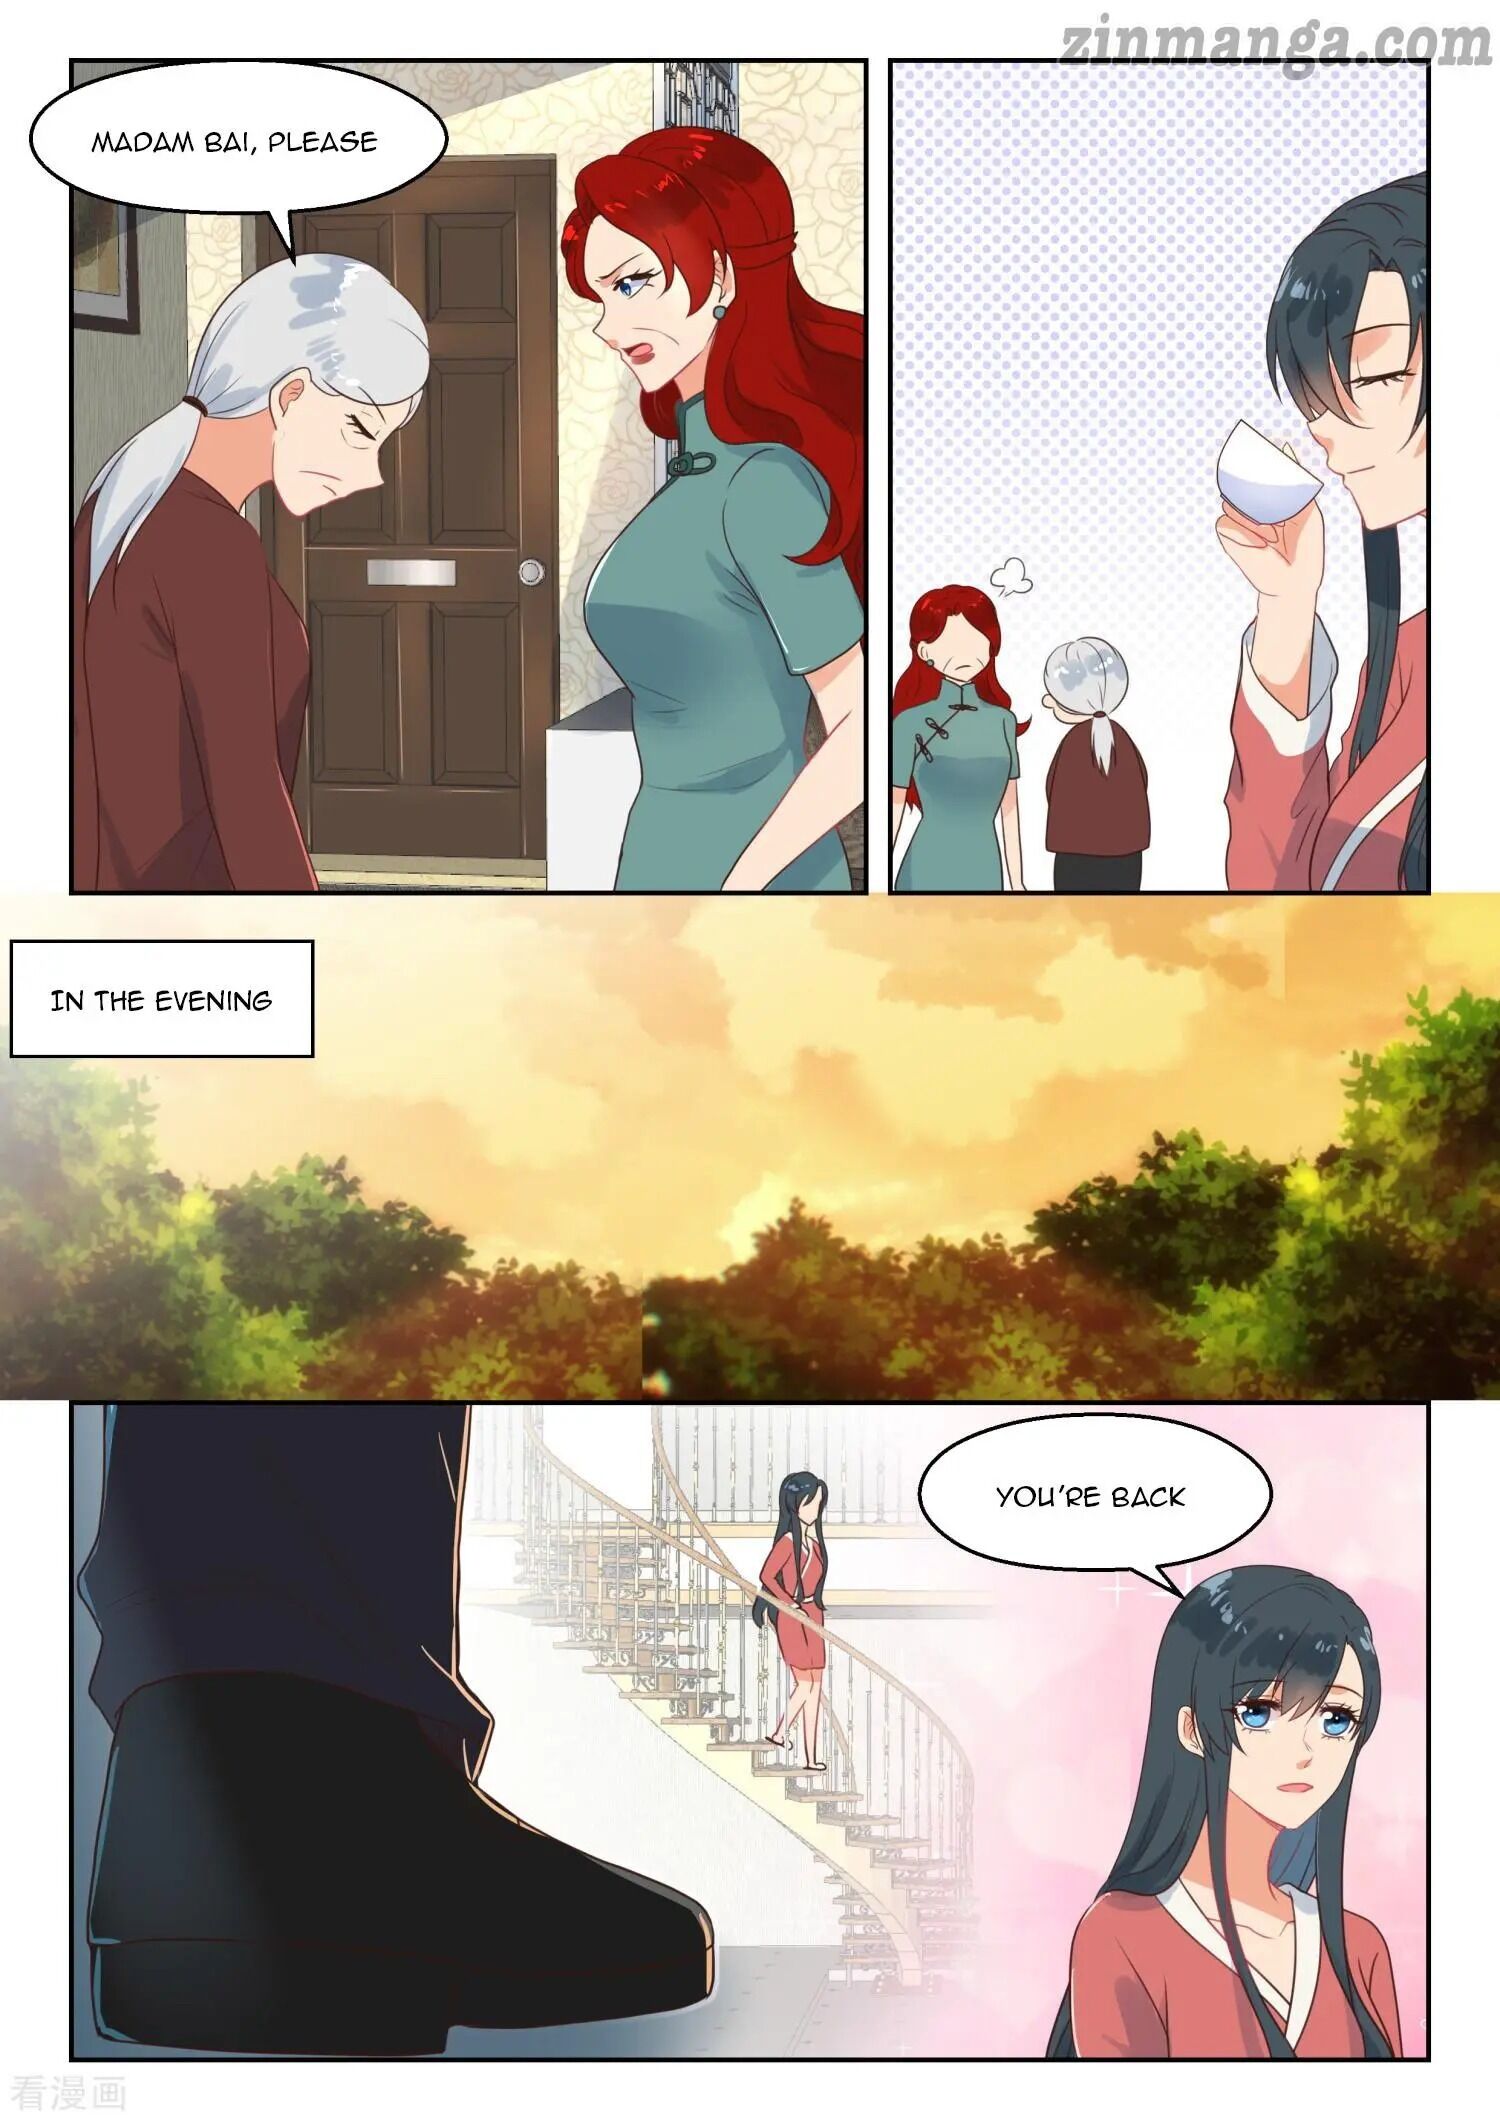 zinmanga.com
MADAM BAI, PLEASE
IN THE EVENING
YOU'RE BACK
看漫画